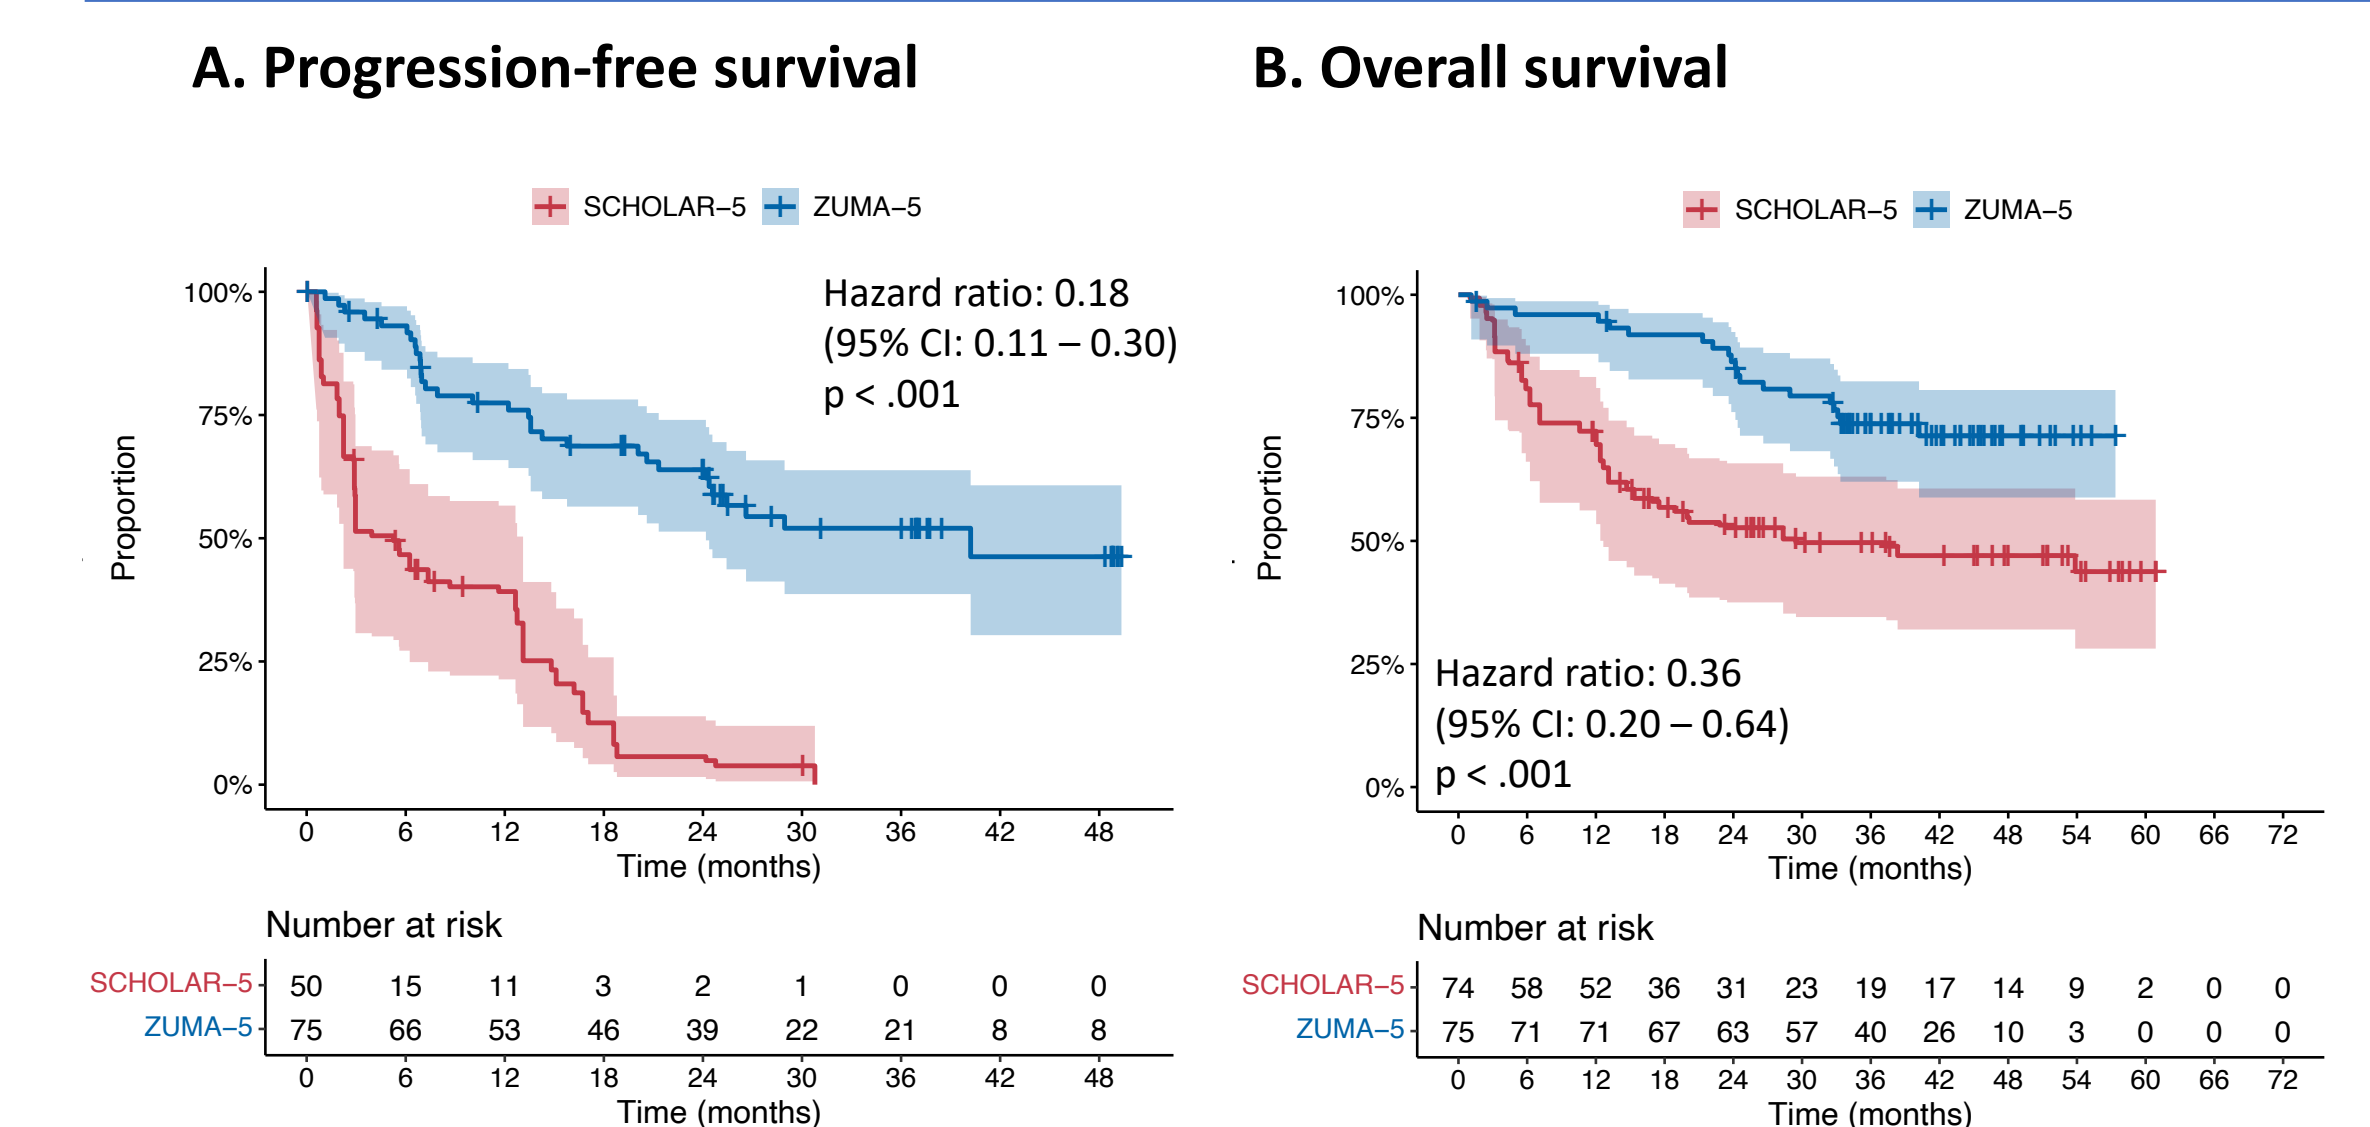 A. Progression-free survival
SCHOLAR−5 ZUMA−5
Hazard ratio: 0.18
(95% CI: 0.11 – 0.30)
p < .001
Proportion
100%
75%
50%
25%
0%
0 6 12 18 24 30 36 42 48
Time (months)
Number at risk
SCHOLAR−5 50 15 11 3 2 1 0 0 0
ZUMA−5 75 66 53 46 39 22 21 8 8
0 6 12 18 24 30 36 42 48
Time (months)
B. Overall survival
SCHOLAR−5 ZUMA−5
Proportion
100%
75%
50%
25%
0%
Hazard ratio: 0.36
(95% CI: 0.20 – 0.64)
p < .001
0 6 12 18 24 30 36 42 48 54 60 66 72
Time (months)
Number at risk
SCHOLAR−5 74 58 52 36 31 23 19 17 14 9 2 0 0
ZUMA−5 75 71 71 67 63 57 40 26 10 3 0 0 0
0 6 12 18 24 30 36 42 48 54 60 66 72
Time (months)